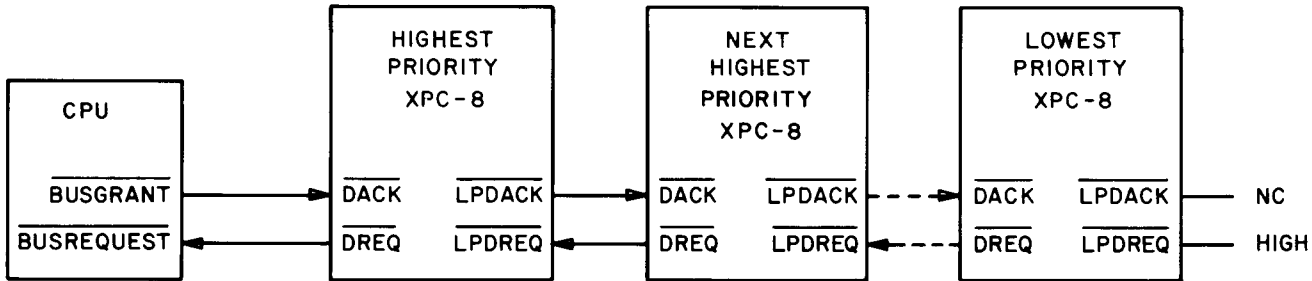 CPU
BUSGRANT
BUSREQUEST
HIGHEST
PRIORITY
XPC-8
DACK LPDACK
DREQ LPDREQ
NEXT
HIGHEST
PRIORITY
XPC-8
DACK LPDACK
DREQ LPDREQ
LOWEST
PRIORITY
XPC-8
DACK LPDACK
DREQ LPDREQ
NC
HIGH